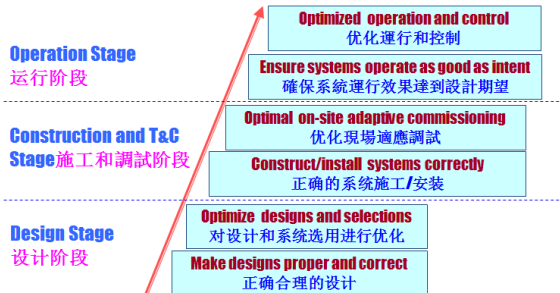 Optimized operation and control
优化運行和控制
Operation Stage
运行阶段
Ensure systems operate as good as intent
確保系統運行效果達到設計期望
Optimal on-site adaptive commissioning
优化現場適應調試
Construction and T&C
Stage施工和調試阶段
Construct/install systems correctly
正确的系统施工/安装
Optimize designs and selections
对设计和系统选用进行优化
Design Stage
设计阶段
Make designs proper and correct
正确合理的设计